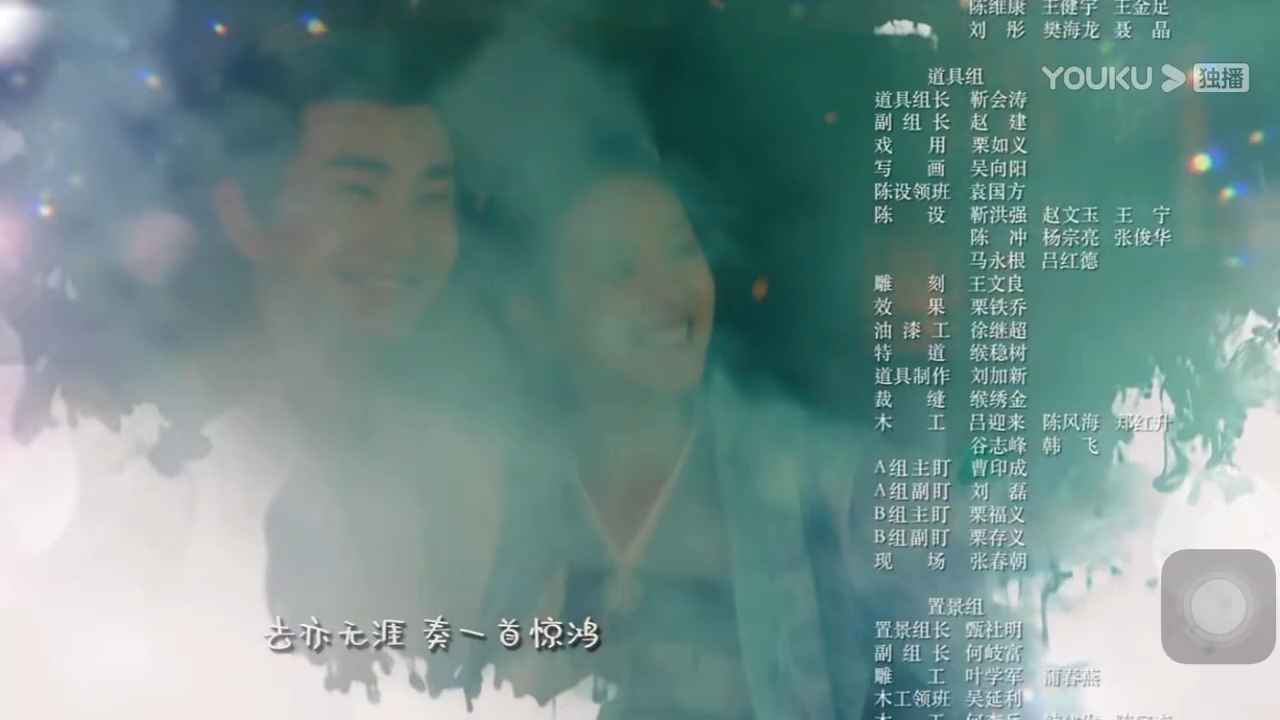 陈维康 王健宇 王金足
刘 彤 樊海龙 聂 晶
YOUKU 独播
道具组
道具组长 靳会涛
副组长 赵 建
戏 用 栗如义
写 画 吴向阳
陈设领班 袁国方
陈 设 靳洪强 赵文玉 王 宁
陈 冲 杨宗亮 张俊华
马永根 吕红德
雕 刻 王文良
效 果 栗铁乔
油漆工 徐继超
特 道 缑稳树
道具制作 刘加新
裁 缝 缑绣金
木 工 吕迎来 陈风海 郑红升
谷志峰 韩 飞
A组主盯 曹印成
A组副盯 刘 磊
B组主盯 栗福义
B组副盯 栗存义
现 场 张春朝
置景组
置景组长 甄社明
副组长 何岐富
雕 工 叶学军 蒲春燕
木工领班 吴延利
木 工
去亦无涯 奏一首惊鸿